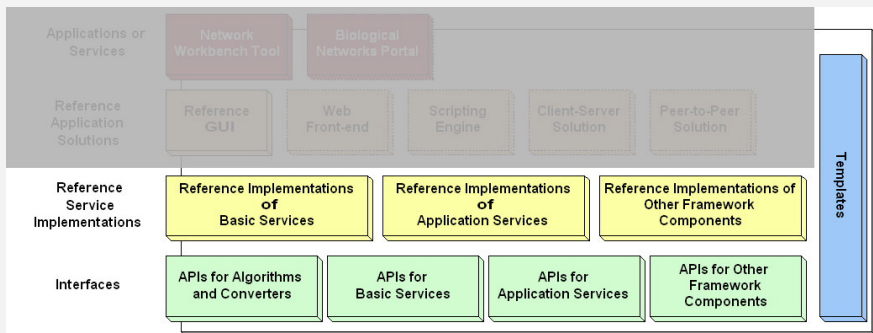 Applications or
Services
Network
Workbench Tool
Biological
Networks Portal
Reference
Application
Solutions
Reference
GUI
Web
Front-end
Scripting
Engine
Client-Server
Solution
Peer-to-Peer
Solution
Reference
Service
Implementations
Reference Implementations
of
Basic Services
Reference Implementations
of
Application Services
Reference Implementations of
Other Framework
Components
Interfaces
APIs for Algorithms
and Converters
APIs for
Basic Services
APIs for
Application Services
APIs for Other
Framework
Components
Templates